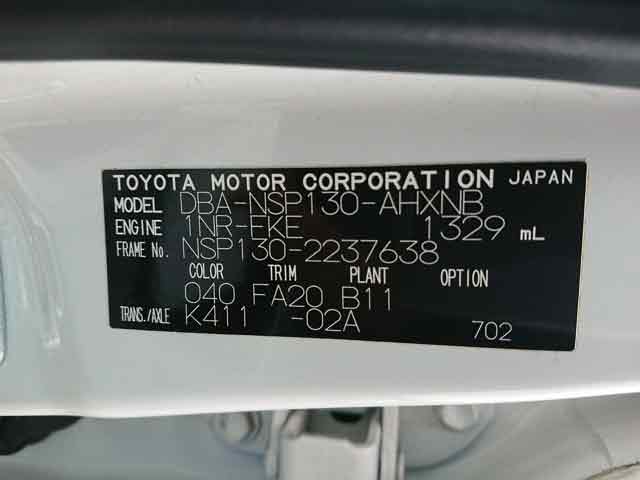 TOYOTA MOTOR CORPORATION JAPAN
MODEL DBA-NSP130-AHXNB
ENGINE 1NR-FKE 1329 mL
FRAME No. NSP130-2237638
COLOR TRIM PLANT OPTION
040 FA20 B11
TRANS./AXLE K411 -02A 702